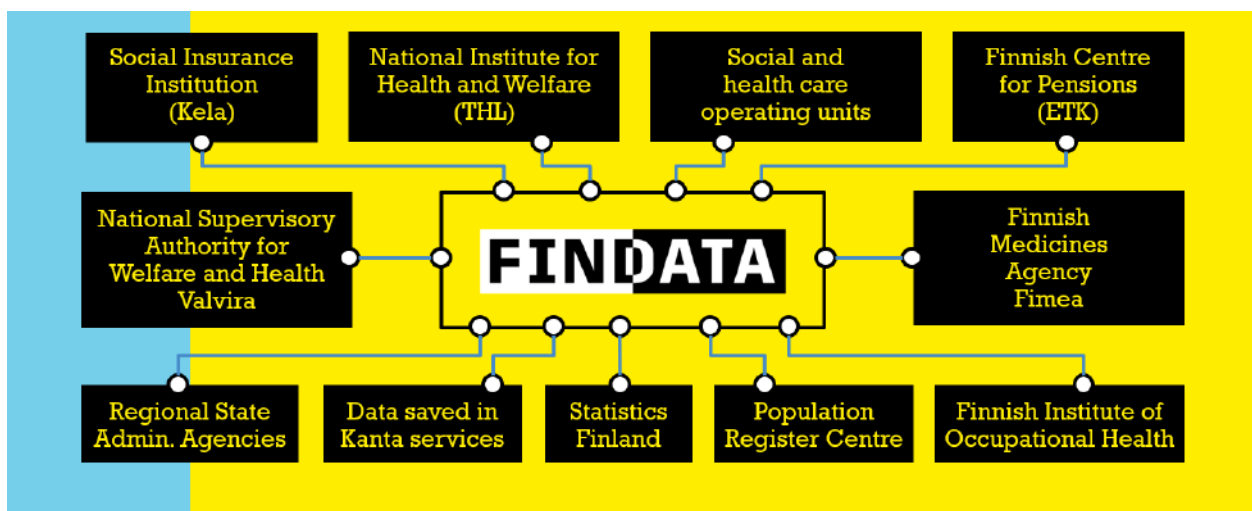 Social Insurance
Institution
(Kela)
National Institute for
Health and Welfare
(THL)
Social and
health care
operating units
Finnish Centre
for Pensions
(ETK)
National Supervisory
Authority for
Welfare and Health
Valvira
FINDATA
Finnish
Medicines
Agency
Fimea
Regional State
Admin. Agencies
Data saved in
Kanta services
Statistics
Finland
Population
Register Centre
Finnish Institute of
Occupational Health